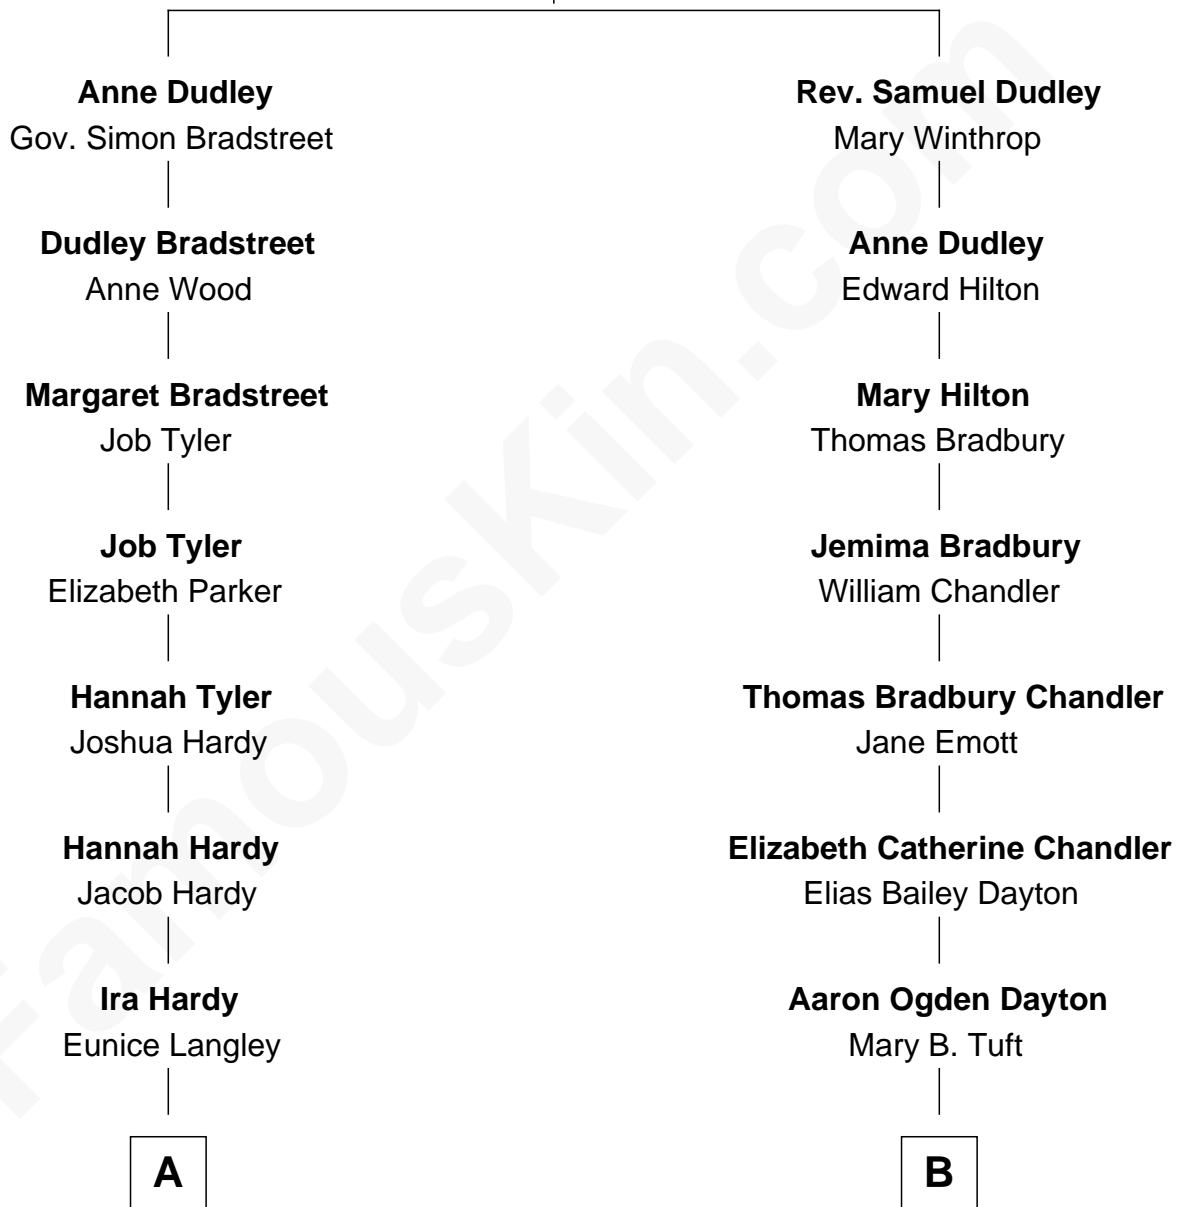 Anne Dudley
Gov. Simon Bradstreet
Dudley Bradstreet
Anne Wood
Margaret Bradstreet
Job Tyler
Job Tyler
Elizabeth Parker
Hannah Tyler
Joshua Hardy
Hannah Hardy
Jacob Hardy
Ira Hardy
Eunice Langley
A
Rev. Samuel Dudley
Mary Winthrop
Anne Dudley
Edward Hilton
Mary Hilton
Thomas Bradbury
Jemima Bradbury
William Chandler
Thomas Bradbury Chandler
Jane Emott
Elizabeth Catherine Chandler
Elias Bailey Dayton
Aaron Ogden Dayton
Mary B. Tuft
B
FamousKin.com